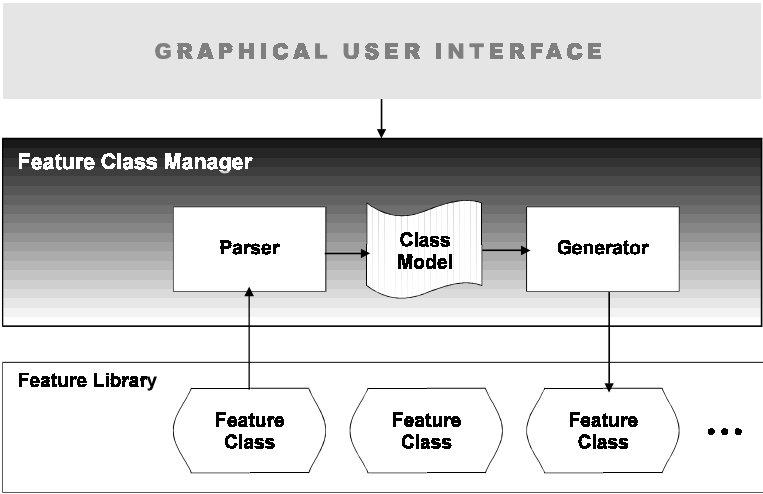 GRAPHICAL USER INTERFACE
Feature Class Manager
Parser
Class
Model
Generator
Feature Library
Feature
Class
Feature
Class
Feature
Class
•••